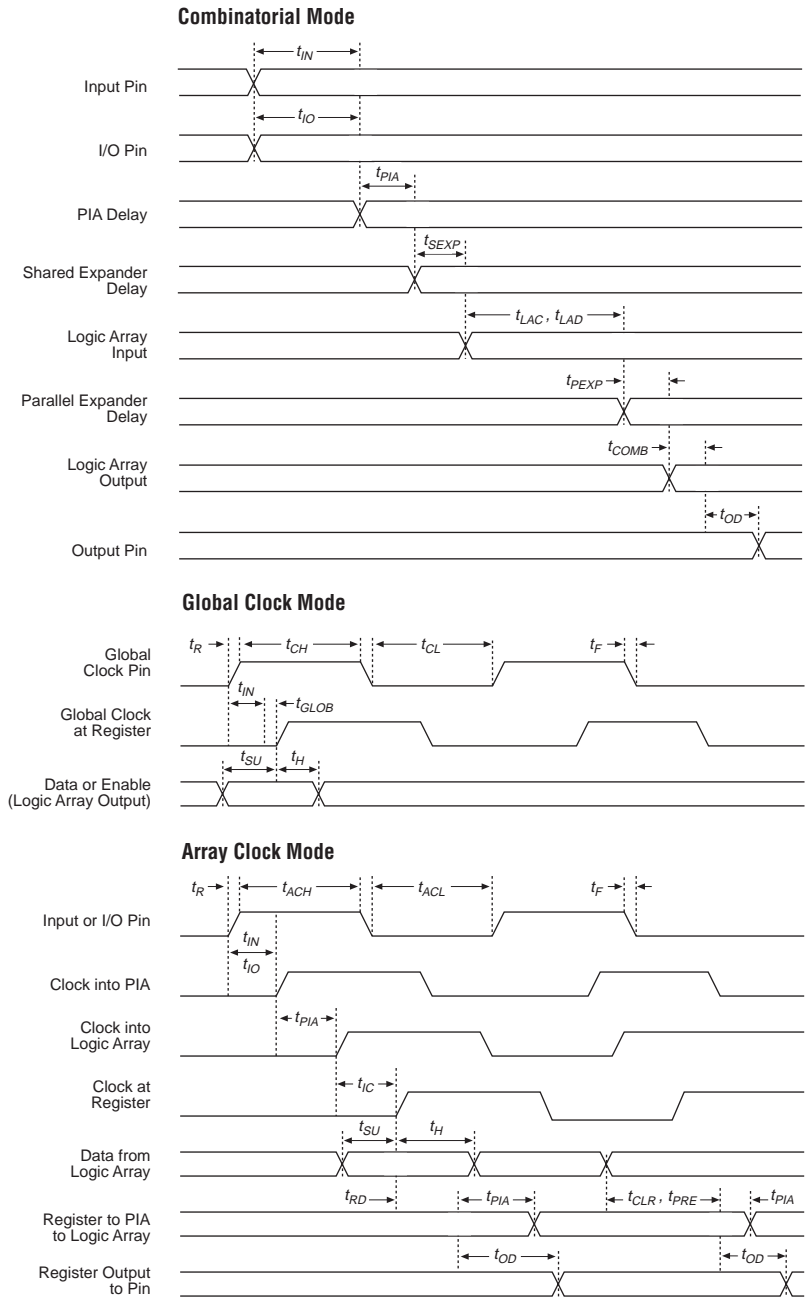 Combinatorial Mode
tIN
Input Pin
tIO
I/O Pin
tPIA
PIA Delay
tSEXP
Shared Expander
Delay
tLAC , tLAD
Logic Array
Input
tPEXP
Parallel Expander
Delay
tCOMB
Logic Array
Output
tOD
Output Pin
Global Clock Mode
tR tCH tCL tF
Global
Clock Pin
tIN
tGLOB
Global Clock
at Register
tSU tH
Data or Enable
(Logic Array Output)
Array Clock Mode
tR tACH tACL tF
Input or I/O Pin
tIN
tIO
Clock into PIA
tPIA
Clock into
Logic Array
tIC
Clock at
Register
tSU tH
Data from
Logic Array
tRD tPIA tCLR , tPRE tPIA
Register to PIA
to Logic Array
tOD tOD
Register Output
to Pin